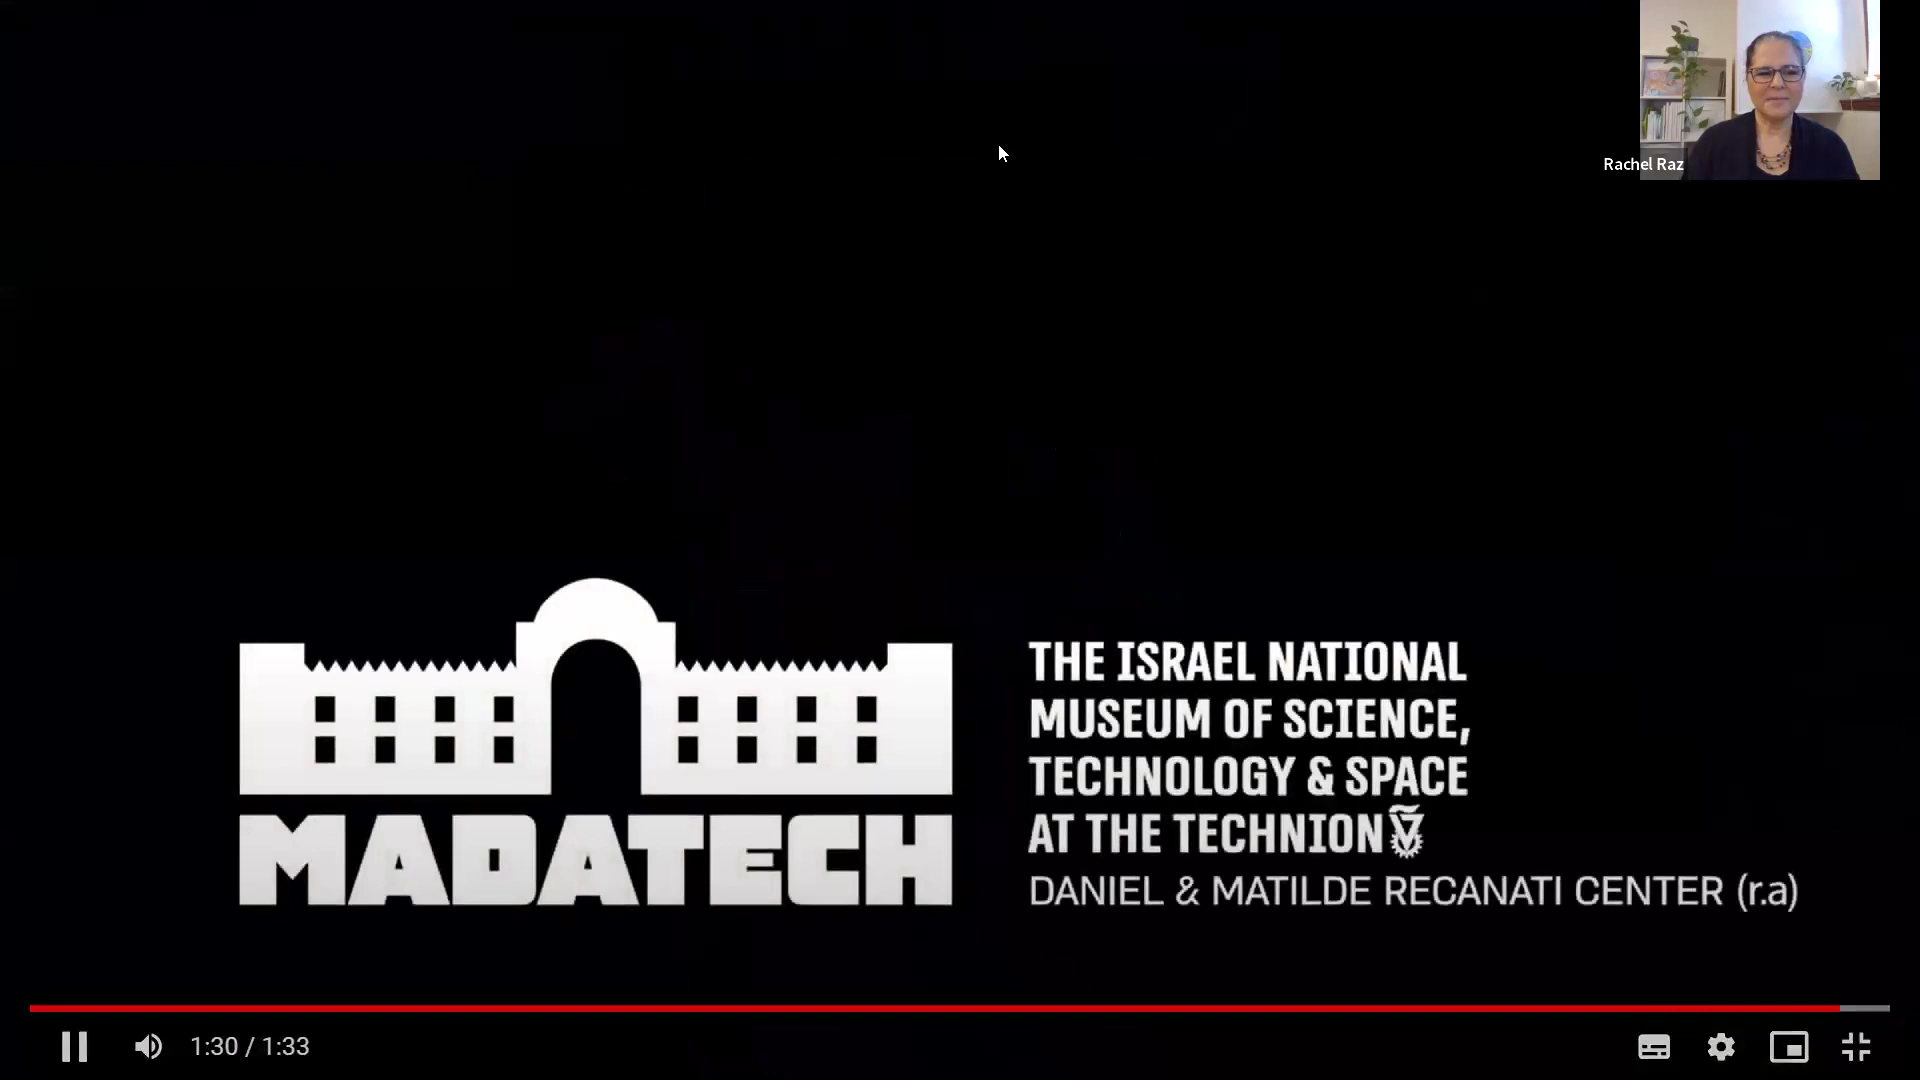 Rachel Raz
MADATECH
THE ISRAEL NATIONAL
MUSEUM OF SCIENCE,
TECHNOLOGY & SPACE
AT THE TECHNION
DANIEL & MATILDE RECANATI CENTER (r.a)
1:30 / 1:33